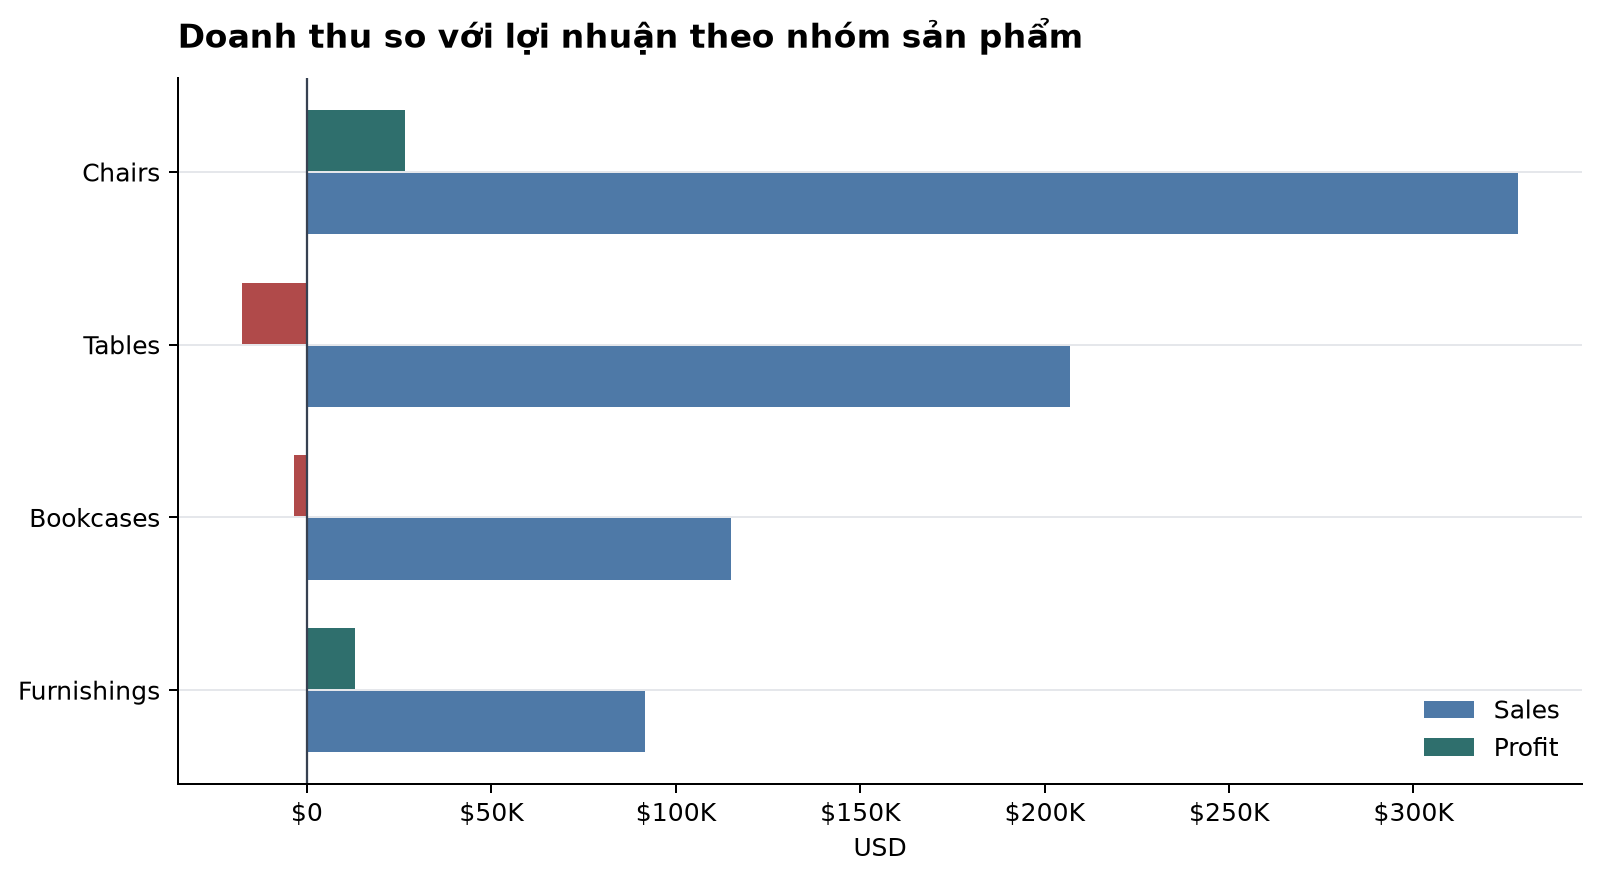 Doanh thu so với lợi nhuận theo nhóm sản phẩm
Chairs
Tables
Bookcases
Furnishings
Sales
Profit
$0 $50K $100K $150K $200K $250K $300K
USD